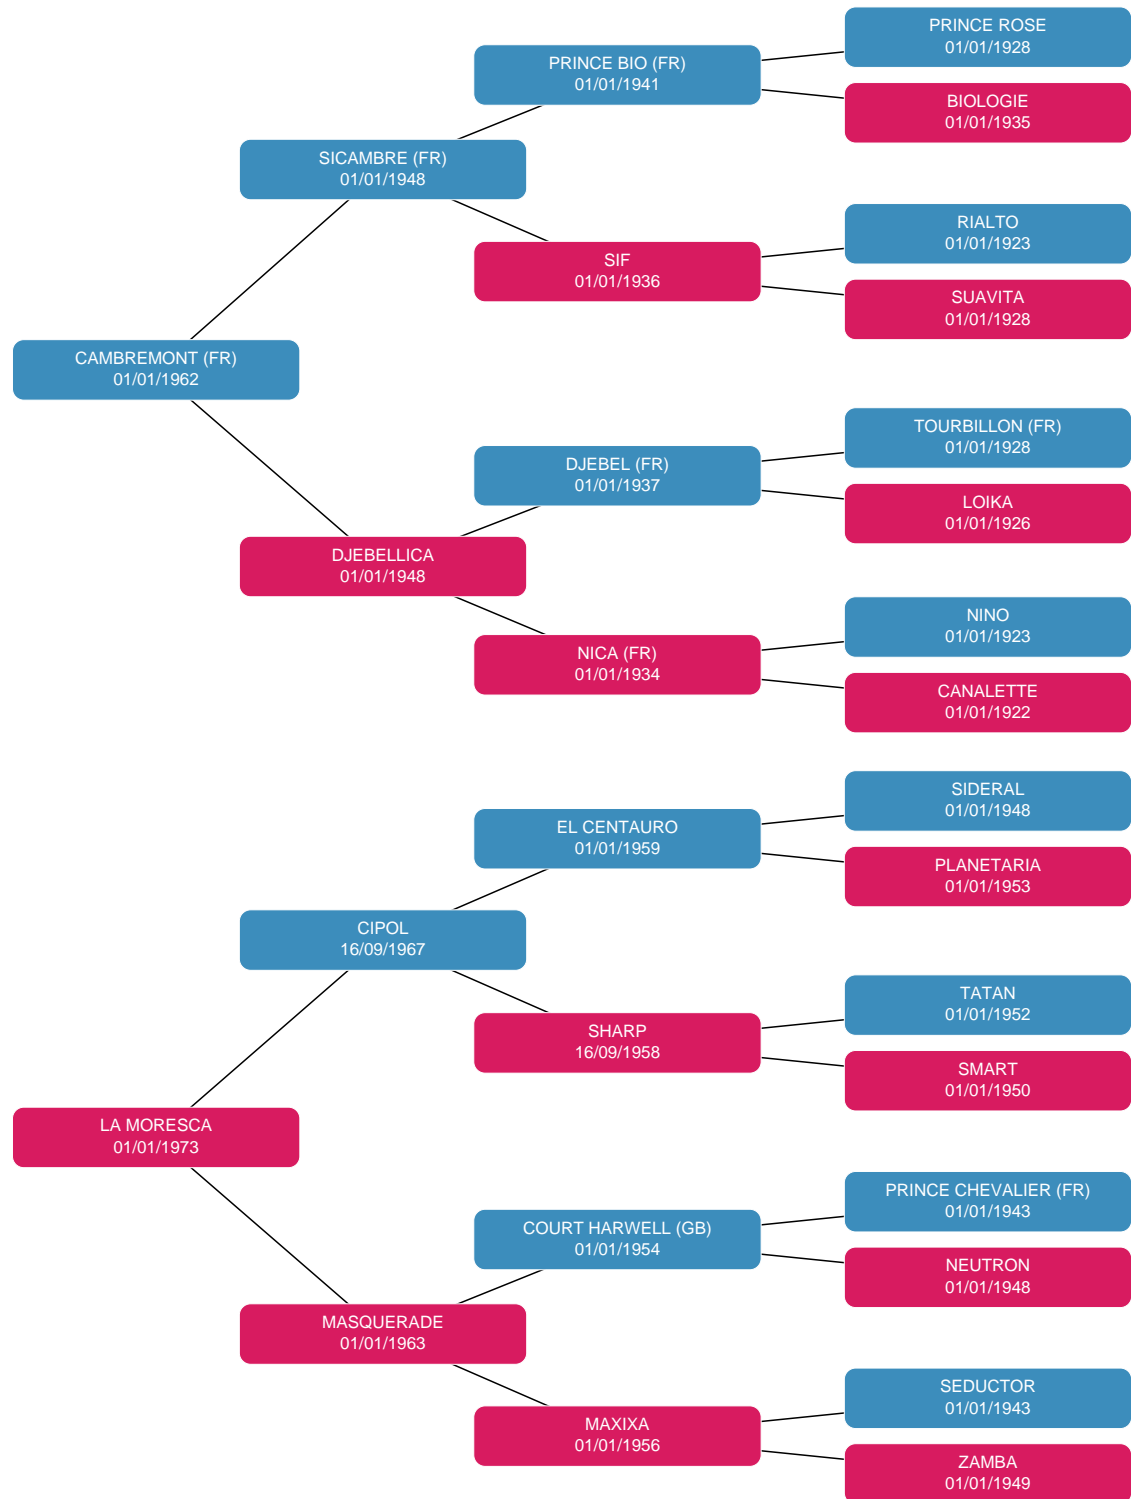 PRINCE ROSE
01/01/1928
PRINCE BIO (FR)
01/01/1941
BIOLOGIE
01/01/1935
SICAMBRE (FR)
01/01/1948
RIALTO
01/01/1923
SIF
01/01/1936
SUAVITA
01/01/1928
CAMBREMONT (FR)
01/01/1962
TOURBILLON (FR)
01/01/1928
DJEBEL (FR)
01/01/1937
LOIKA
01/01/1926
DJEBELLICA
01/01/1948
NINO
01/01/1923
NICA (FR)
01/01/1934
CANALETTE
01/01/1922
SIDERAL
01/01/1948
EL CENTAURO
01/01/1959
PLANETARIA
01/01/1953
CIPOL
16/09/1967
TATAN
01/01/1952
SHARP
16/09/1958
SMART
01/01/1950
LA MORESCA
01/01/1973
PRINCE CHEVALIER (FR)
01/01/1943
COURT HARWELL (GB)
01/01/1954
NEUTRON
01/01/1948
MASQUERADE
01/01/1963
SEDUCTOR
01/01/1943
MAXIXA
01/01/1956
ZAMBA
01/01/1949